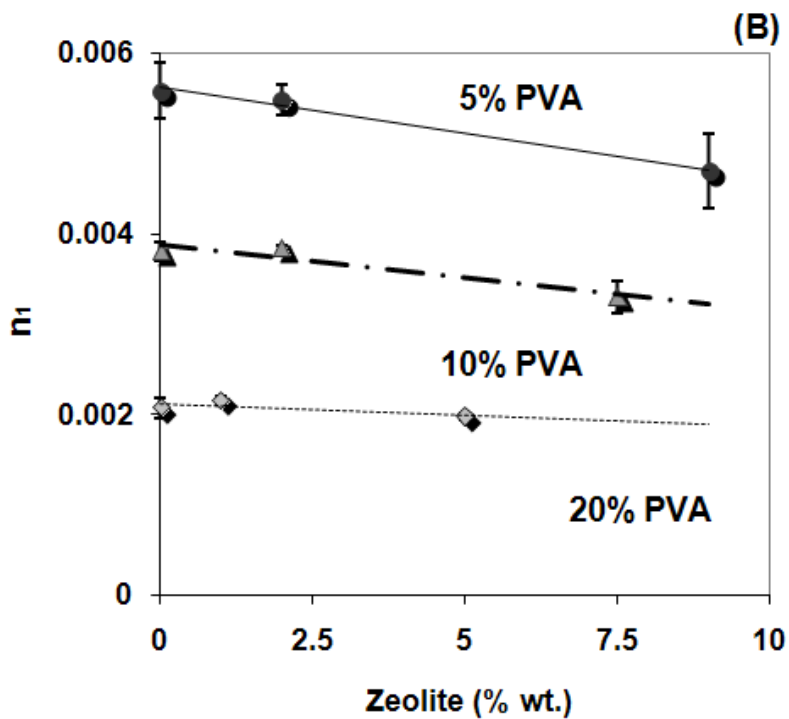 (B)
0.006
5% PVA
0.004
n₁
10% PVA
0.002
20% PVA
0
0 2.5 5 7.5 10
Zeolite (% wt.)